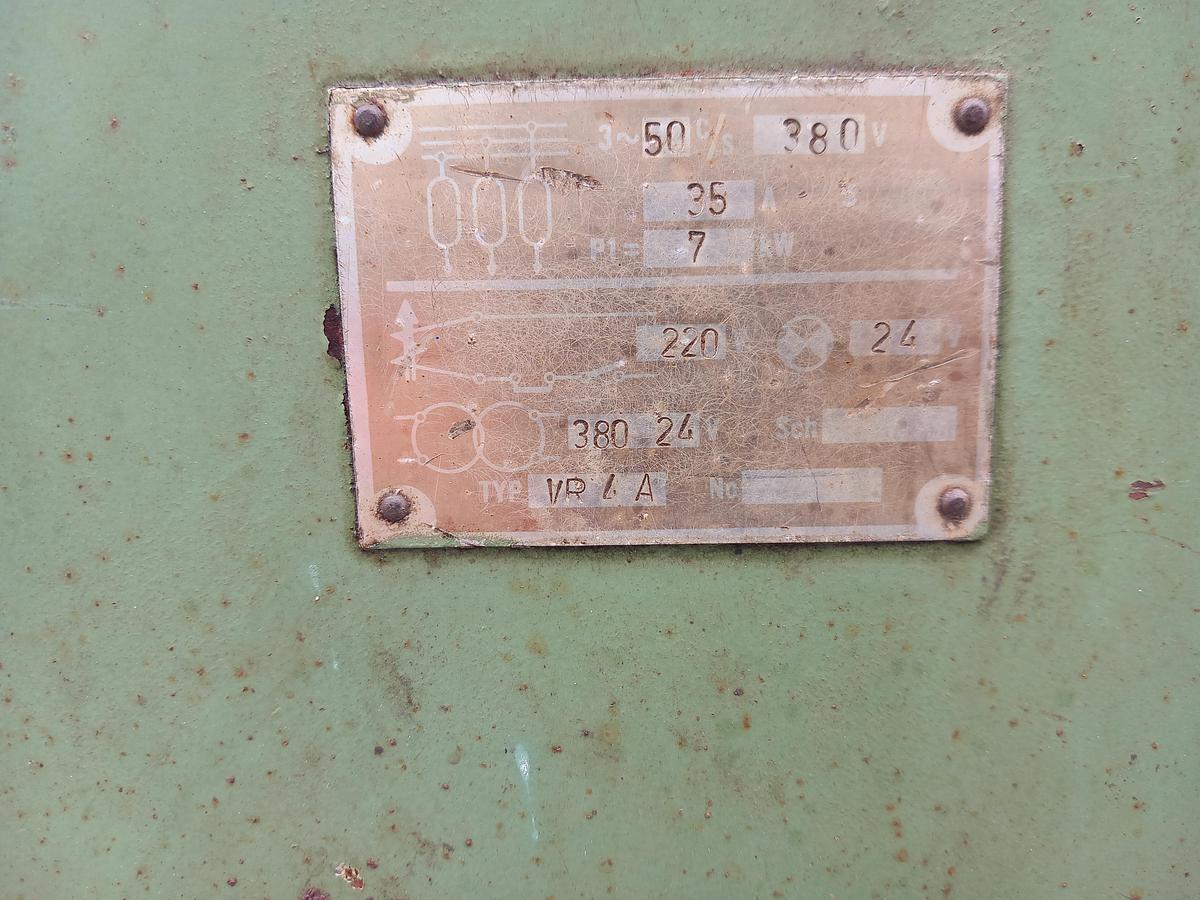 3~ 50 c/s 380 V
35 A
P1= 7 kW
220 V 24 V
380 24 V Sch
TYP VR 4 A No